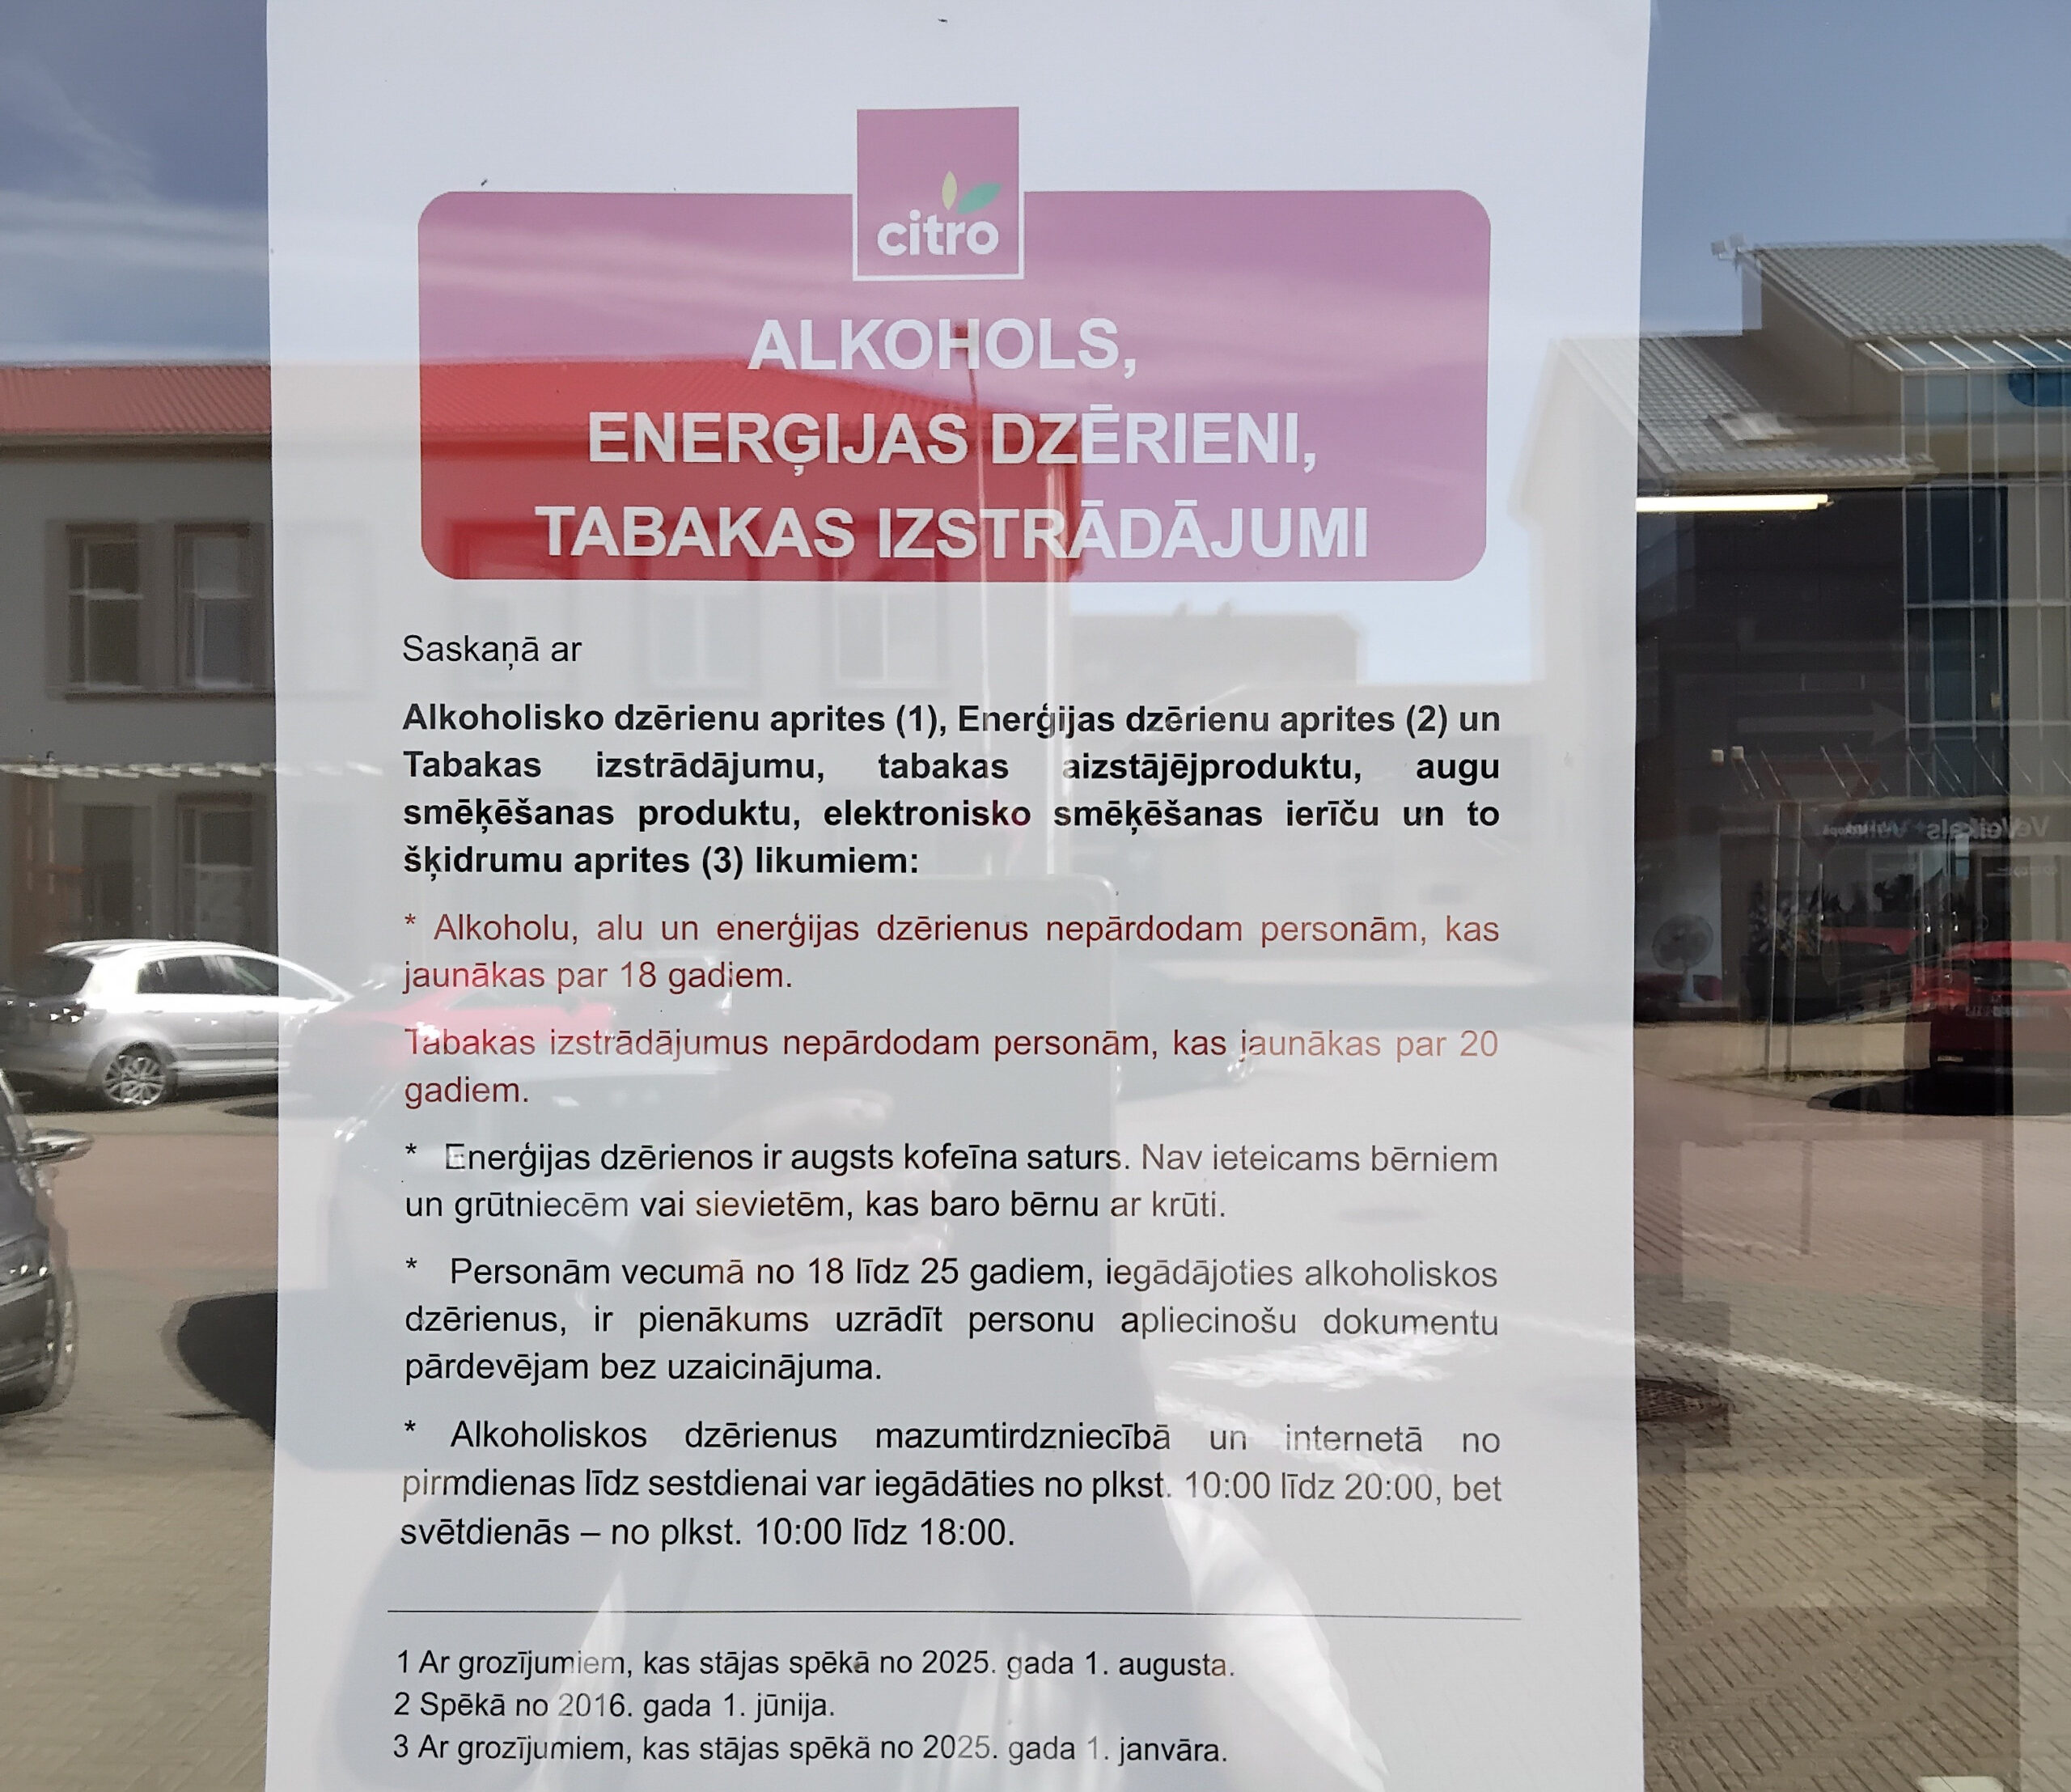 citro
ALKOHOLS,
ENERĢIJAS DZĒRIENI,
TABAKAS IZSTRĀDĀJUMI
Saskaņā ar
Alkoholisko dzērienu aprites (1), Enerģijas dzērienu aprites (2) un
Tabakas izstrādājumu, tabakas aizstājējproduktu, augu
smēķēšanas produktu, elektronisko smēķēšanas ierīču un to
šķidrumu aprites (3) likumiem:
* Alkoholu, alu un enerģijas dzērienus nepārdodam personām, kas
jaunākas par 18 gadiem.
Tabakas izstrādājumus nepārdodam personām, kas jaunākas par 20
gadiem.
* Enerģijas dzērienos ir augsts kofeīna saturs. Nav ieteicams bērniem
un grūtniecēm vai sievietēm, kas baro bērnu ar krūti.
* Personām vecumā no 18 līdz 25 gadiem, iegādājoties alkoholiskos
dzērienus, ir pienākums uzrādīt personu apliecinošu dokumentu
pārdevējam bez uzaicinājuma.
* Alkoholiskos dzērienus mazumtirdzniecībā un internetā no
pirmdienas līdz sestdienai var iegādāties no plkst. 10:00 līdz 20:00, bet
svētdienās – no plkst. 10:00 līdz 18:00.
1 Ar grozījumiem, kas stājas spēkā no 2025. gada 1. augusta.
2 Spēkā no 2016. gada 1. jūnija.
3 Ar grozījumiem, kas stājas spēkā no 2025. gada 1. janvāra.